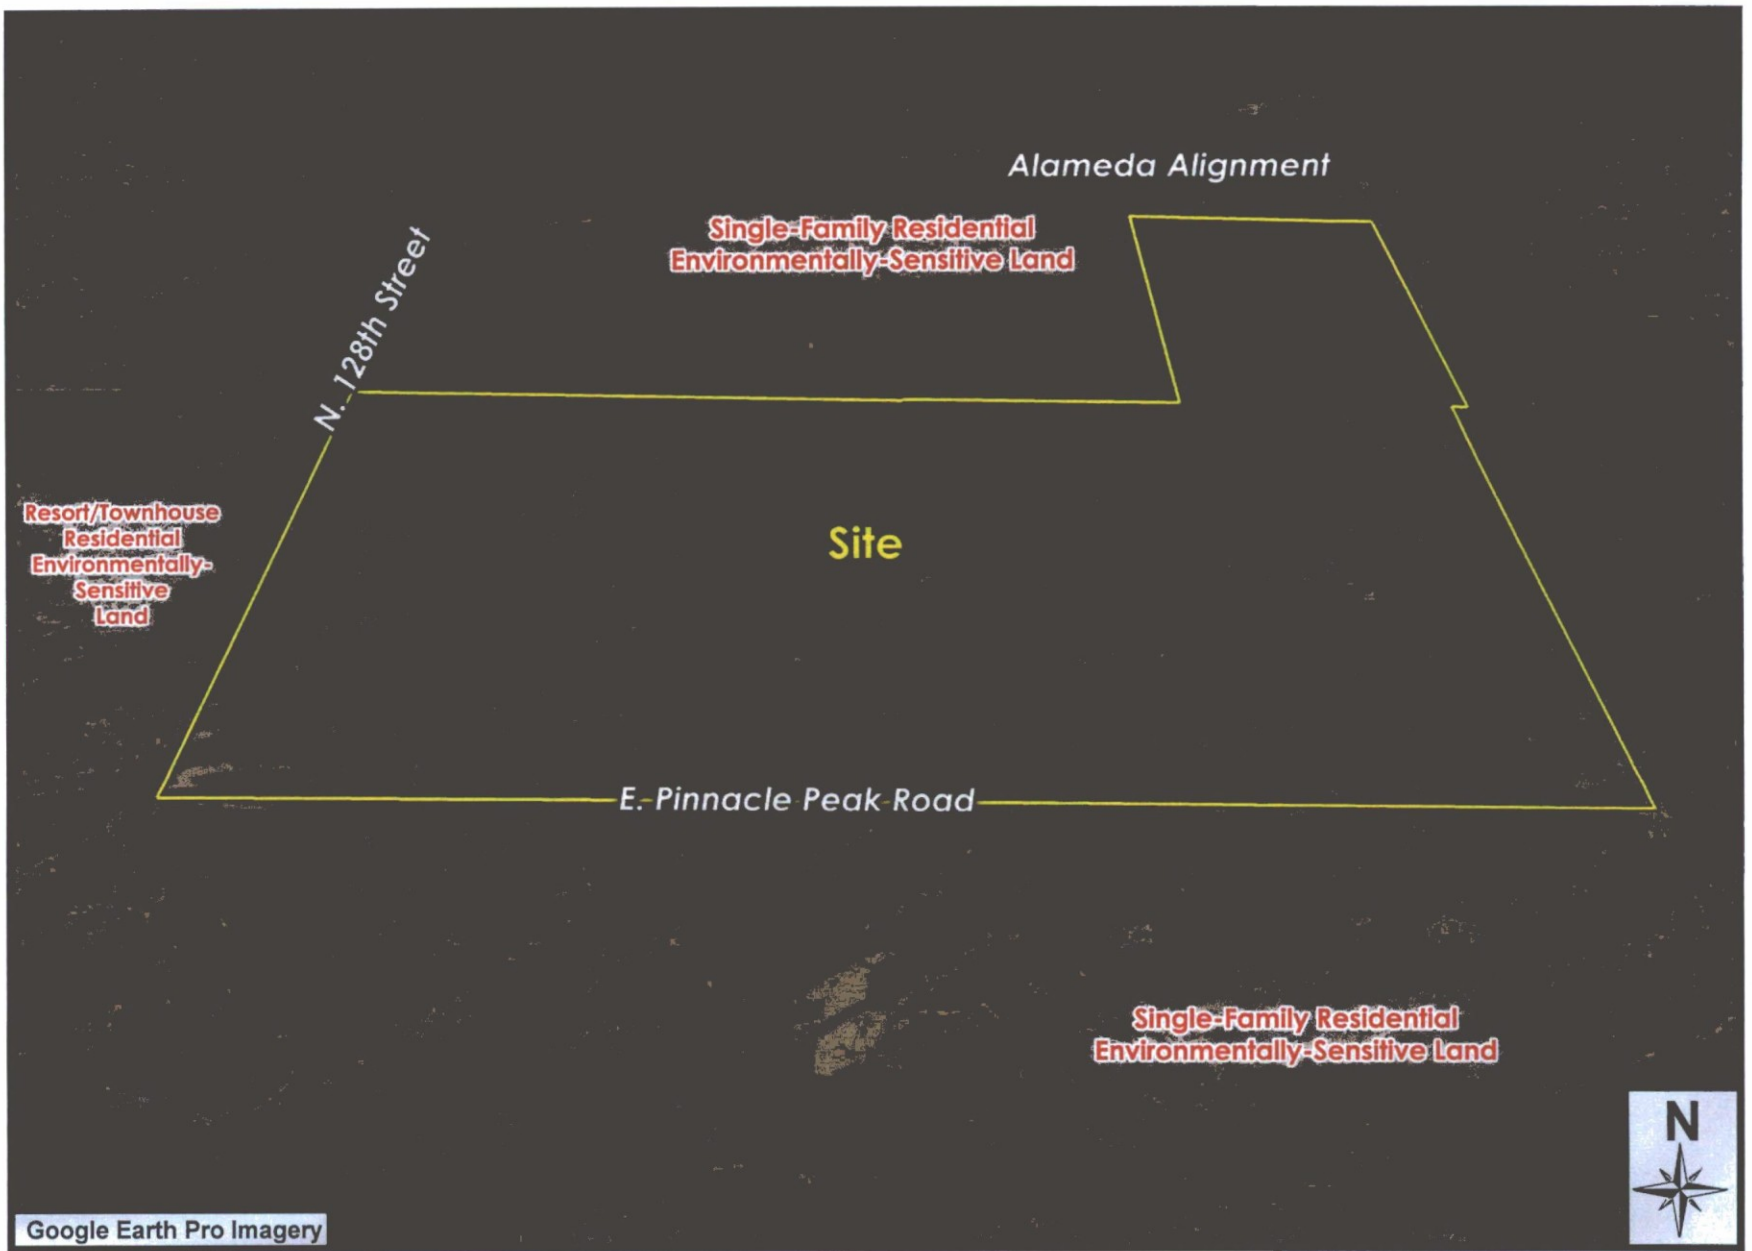 Alameda Alignment
Single-Family Residential
Environmentally-Sensitive Land
N. 128th Street
Resort/Townhouse
Residential
Environmentally-
Sensitive
Land
Site
E. Pinnacle Peak Road
Single-Family Residential
Environmentally-Sensitive Land
N
Google Earth Pro Imagery